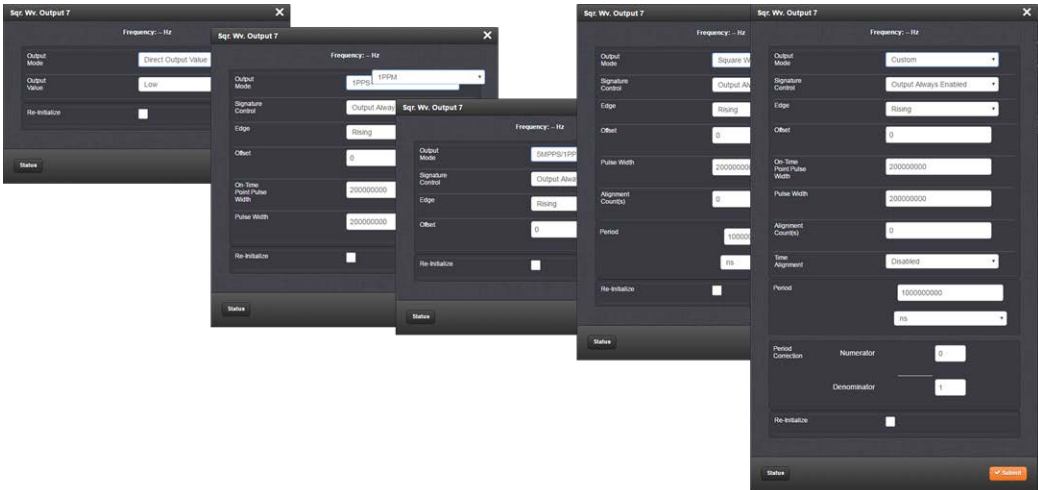 Sqr. Wv. Output 7
Frequency: – Hz
Output Mode
Direct Output Value
Output Value
Low
Re-Initialize
Status
Sqr. Wv. Output 7
Frequency: – Hz
Output Mode
1PPS
1PPM
Signature Control
Output Alway
Edge
Rising
Offset
0
On-Time Point Pulse Width
200000000
Pulse Width
200000000
Re-Initialize
Status
Sqr. Wv. Output 7
Frequency: – Hz
Output Mode
5MPPS/1PP
Signature Control
Output Alwa
Edge
Rising
Offset
0
Re-Initialize
Status
Sqr. Wv. Output 7
Frequency: – Hz
Output Mode
Square W
Signature Control
Output Al
Edge
Rising
Offset
0
Pulse Width
20000000
Alignment Count(s)
0
Period
10000
ns
Re-Initialize
Status
Sqr. Wv. Output 7
Frequency: – Hz
Output Mode
Custom
Signature Control
Output Always Enabled
Edge
Rising
Offset
0
On-Time Point Pulse Width
200000000
Pulse Width
200000000
Alignment Count(s)
0
Time Alignment
Disabled
Period
1000000000
ns
Period Correction
Numerator
0
Denominator
1
Re-Initialize
Status
Submit